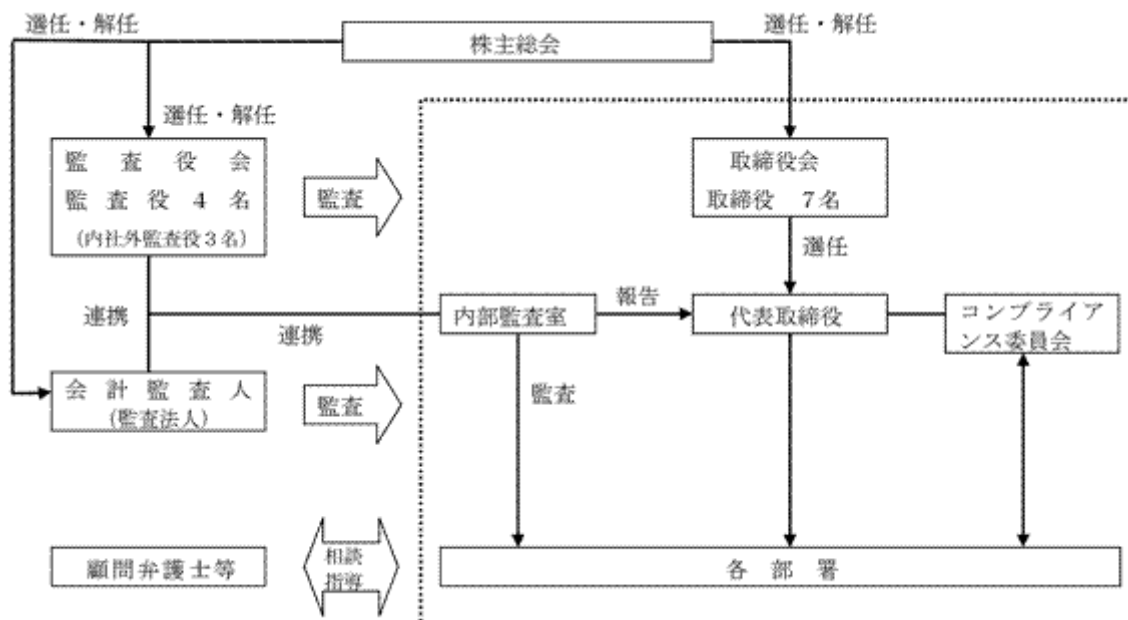 選任・解任
株主総会
選任・解任
選任・解任
監査役会
監査役 4 名
(内社外監査役3名)
監査
取締役会
取締役 7名
選任
連携
連携
内部監査室
報告
代表取締役
コンプライア
ンス委員会
会計監査人
(監査法人)
監査
監査
顧問弁護士等
相談
指導
各部署